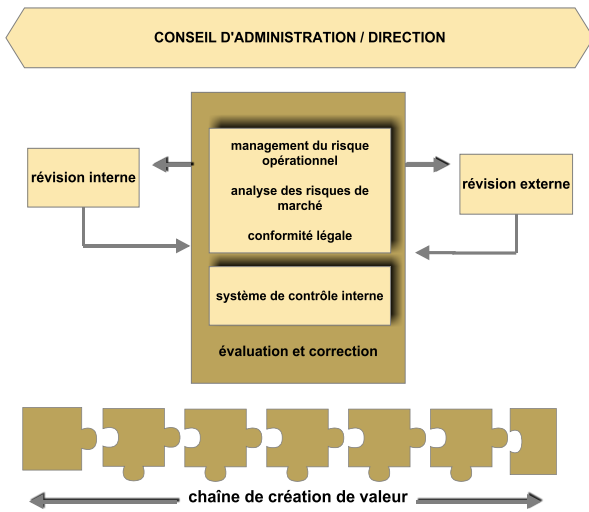 CONSEIL D'ADMINISTRATION / DIRECTION
management du risque
opérationnel
analyse des risques de
marché
conformité légale
révision interne
révision externe
système de contrôle interne
évaluation et correction
chaîne de création de valeur